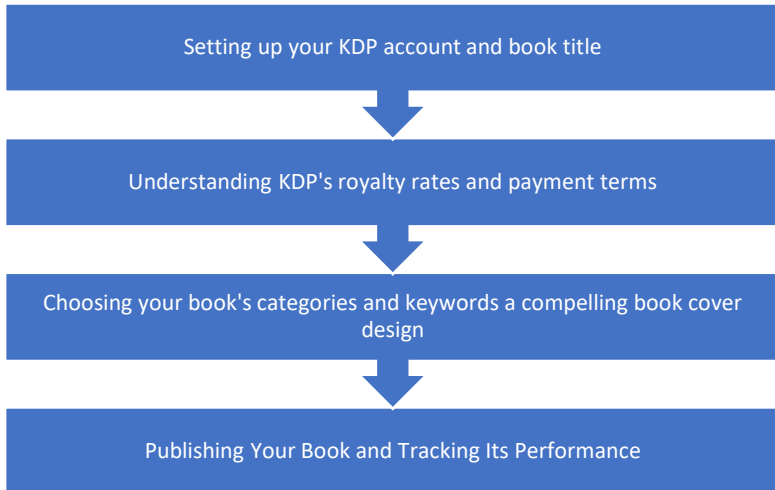 Setting up your KDP account and book title
Understanding KDP's royalty rates and payment terms
Choosing your book's categories and keywords a compelling book cover
design
Publishing Your Book and Tracking Its Performance